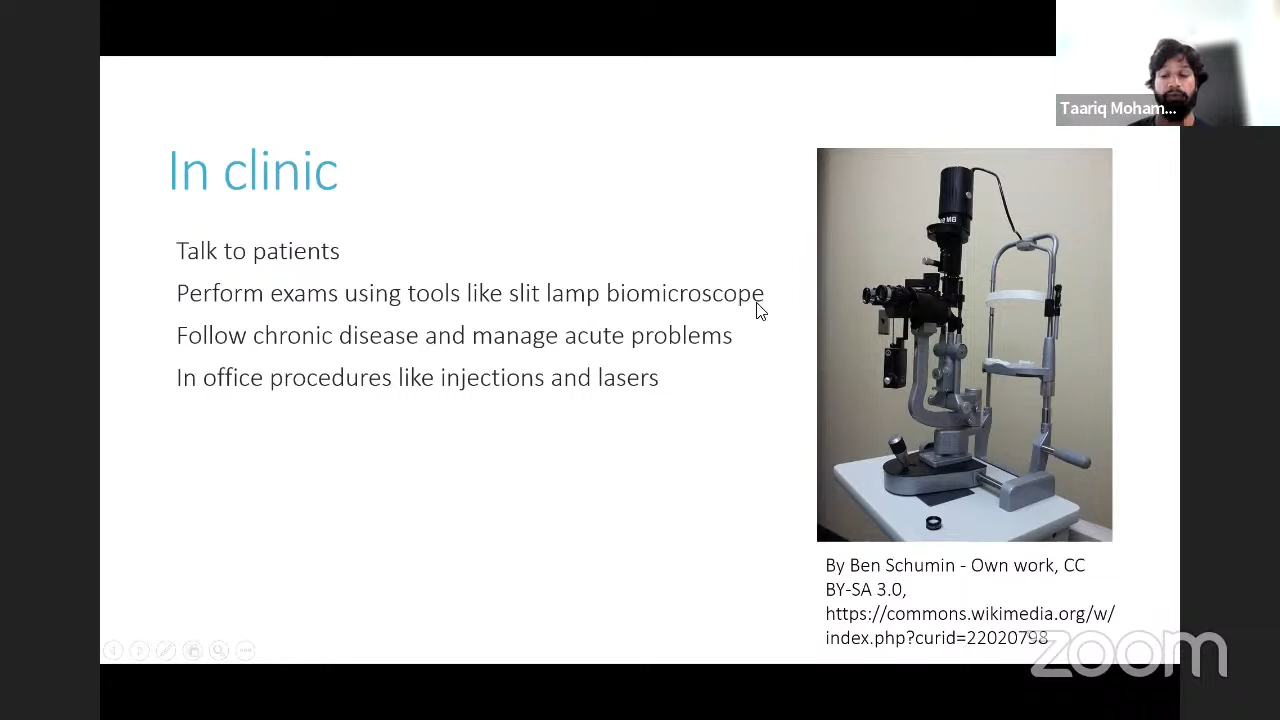 Taariq Moham...
In clinic
Talk to patients
Perform exams using tools like slit lamp biomicroscope
Follow chronic disease and manage acute problems
In office procedures like injections and lasers
By Ben Schumin - Own work, CC
BY-SA 3.0,
https://commons.wikimedia.org/w/
index.php?curid=22020798
zoom